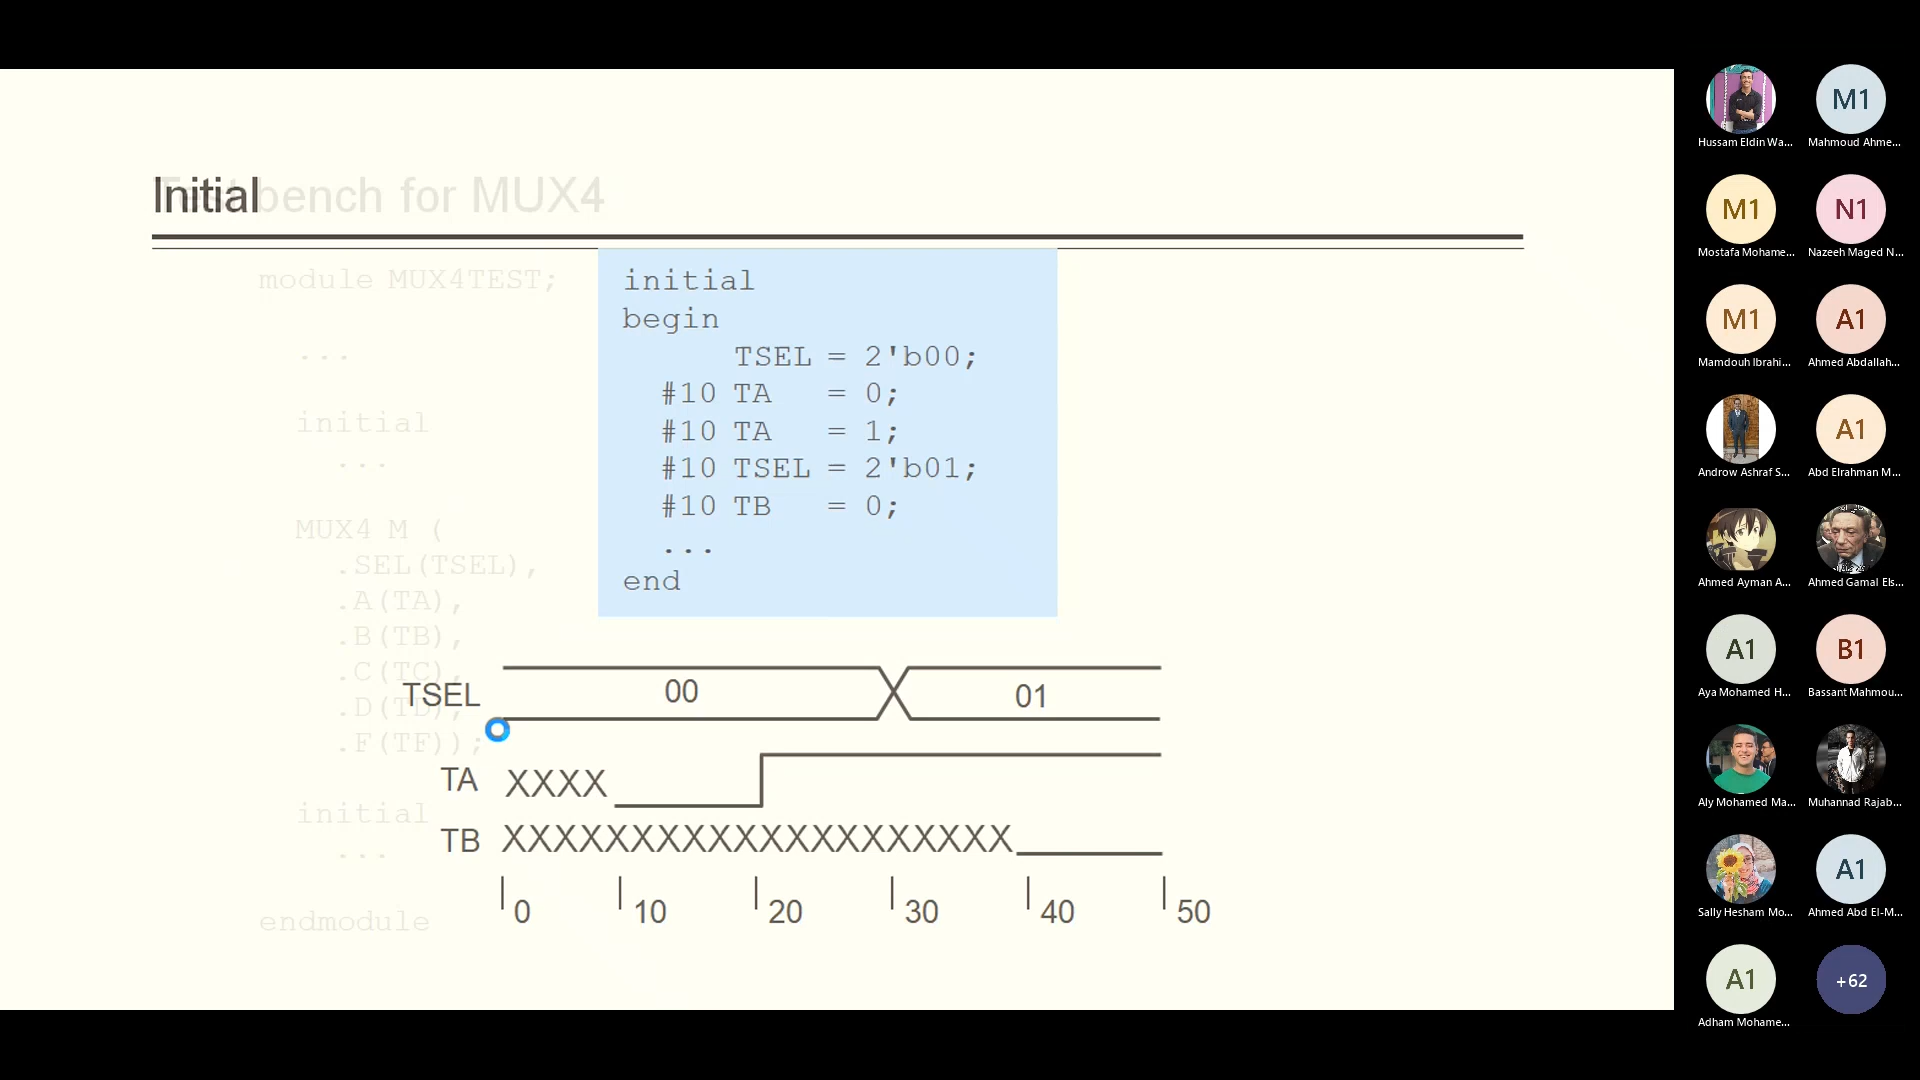 Initial
Test bench for MUX4
module MUX4TEST;
...
initial
...
MUX4 M (
.SEL(TSEL),
.A(TA),
.B(TB),
.C(TC),
.D(TD),
.F(TF));
initial
...
endmodule
initial
begin
TSEL = 2'b00;
#10 TA = 0;
#10 TA = 1;
#10 TSEL = 2'b01;
#10 TB = 0;
...
end
TSEL 00 01
TA XXXX
TB XXXXXXXXXXXXXXXXXXXX
0 10 20 30 40 50
M1
Hussam Eldin Wa... Mahmoud Ahme...
M1 N1
Mostafa Mohame... Nazeeh Maged N...
M1 A1
Mamdouh Ibrahi... Ahmed Abdallah...
A1
Androw Ashraf S... Abd Elrahman M...
Ahmed Ayman A... Ahmed Gamal Els...
A1 B1
Aya Mohamed H... Bassant Mahmou...
Aly Mohamed Ma... Muhannad Rajab...
A1
Sally Hesham Mo... Ahmed Abd El-M...
A1 +62
Adham Mohame...